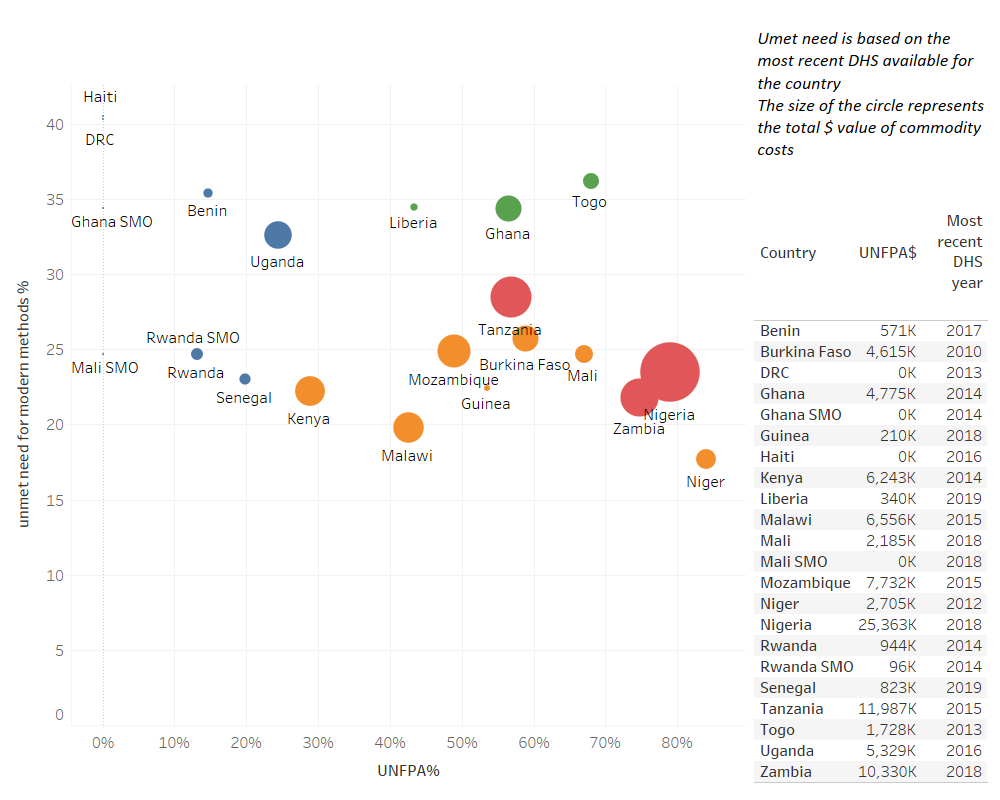 Umet need is based on the
most recent DHS available for
the country
The size of the circle represents
the total $ value of commodity
costs
Haiti
40
DRC
35
Benin
Ghana SMO
Liberia
Togo
Ghana
Uganda
30
Tanzania
Rwanda SMO
25
Mali SMO
Rwanda
Burkina Faso
Mali
Mozambique
Senegal
Guinea
Kenya
Nigeria
20
Zambia
Malawi
Niger
15
10
5
0
unmet need for modern methods %
0% 10% 20% 30% 40% 50% 60% 70% 80%
UNFPA%
Country UNFPA$ Most
recent
DHS
year
Benin 571K 2017
Burkina Faso 4,615K 2010
DRC 0K 2013
Ghana 4,775K 2014
Ghana SMO 0K 2014
Guinea 210K 2018
Haiti 0K 2016
Kenya 6,243K 2014
Liberia 340K 2019
Malawi 6,556K 2015
Mali 2,185K 2018
Mali SMO 0K 2018
Mozambique 7,732K 2015
Niger 2,705K 2012
Nigeria 25,363K 2018
Rwanda 944K 2014
Rwanda SMO 96K 2014
Senegal 823K 2019
Tanzania 11,987K 2015
Togo 1,728K 2013
Uganda 5,329K 2016
Zambia 10,330K 2018